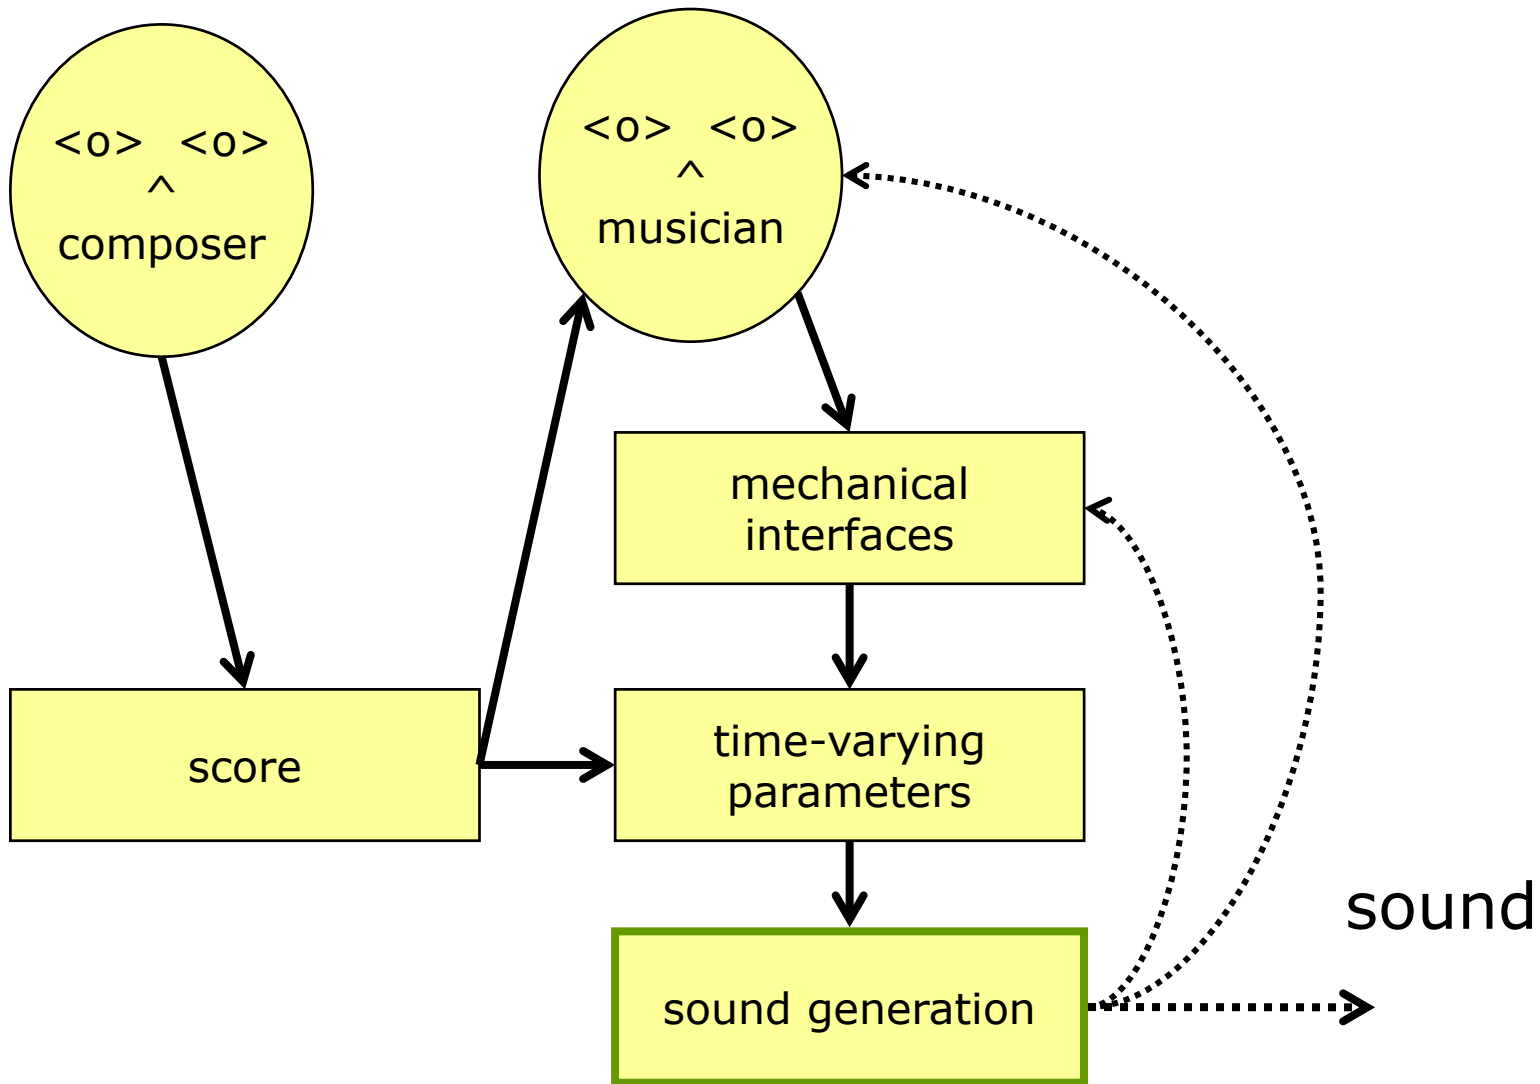 <o> <o>
^
composer
<o> <o>
^
musician
mechanical
interfaces
score
time-varying
parameters
sound
sound generation